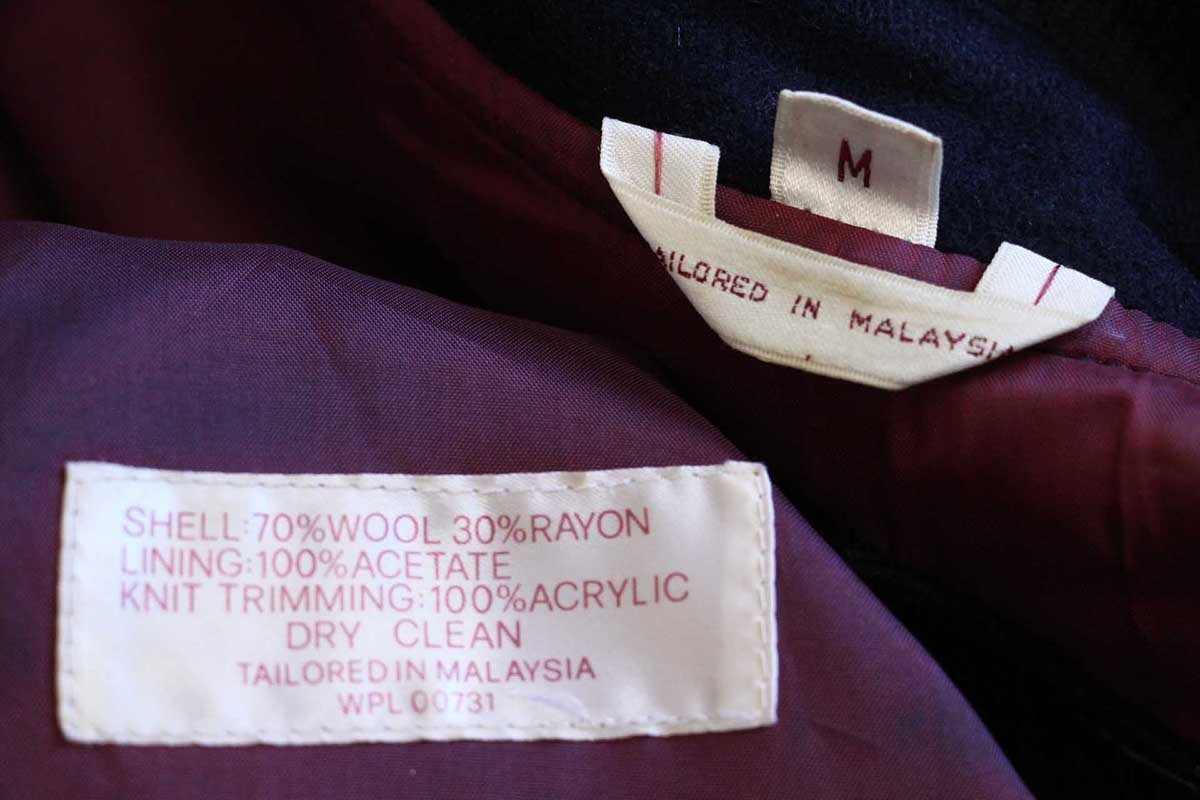 M
TAILORED IN MALAYSIA
SHELL:70%WOOL 30%RAYON
LINING:100%ACETATE
KNIT TRIMMING:100%ACRYLIC
DRY CLEAN
TAILORED IN MALAYSIA
WPL 00731